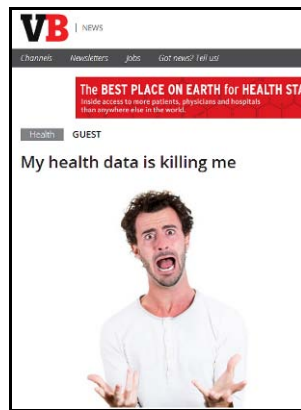 VB | NEWS
Channels Newsletters Jobs Got news? Tell us!
The BEST PLACE ON EARTH for HEALTH STA
Inside access to more patients, physicians and hospitals
than anywhere else in the world.
Health GUEST
My health data is killing me